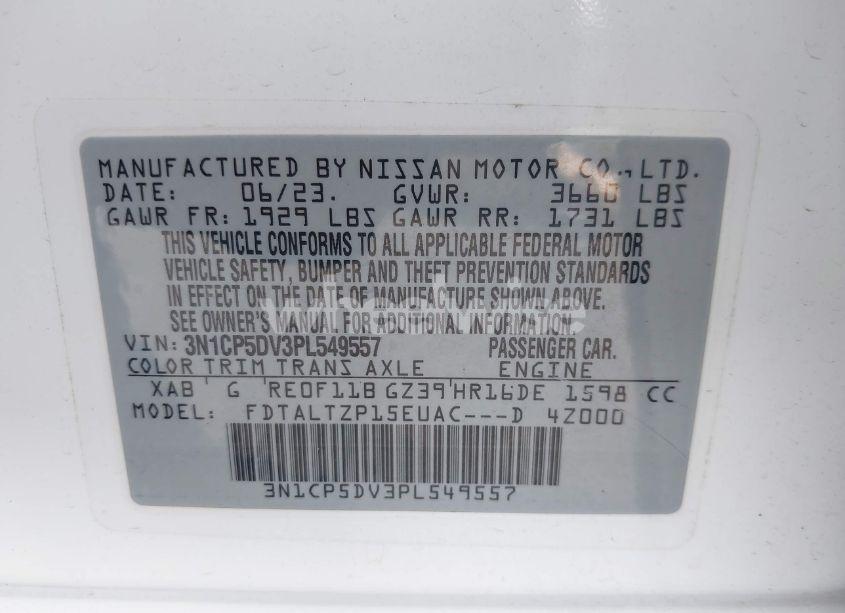 MANUFACTURED BY NISSAN MOTOR CO., LTD.
DATE: 06/23. GVWR: 3660 LBS
GAWR FR: 1929 LBS GAWR RR: 1731 LBS
THIS VEHICLE CONFORMS TO ALL APPLICABLE FEDERAL MOTOR
VEHICLE SAFETY, BUMPER AND THEFT PREVENTION STANDARDS
IN EFFECT ON THE DATE OF MANUFACTURE SHOWN ABOVE.
SEE OWNER'S MANUAL FOR ADDITIONAL INFORMATION
VIN: 3N1CP5DV3PL549557 PASSENGER CAR.
COLOR TRIM TRANS AXLE ENGINE
XAB G RE0F11B GZ39 HR16DE 1598 CC
MODEL: FDTALTZP15EUAC---D 4Z000
3N1CP5DV3PL549557